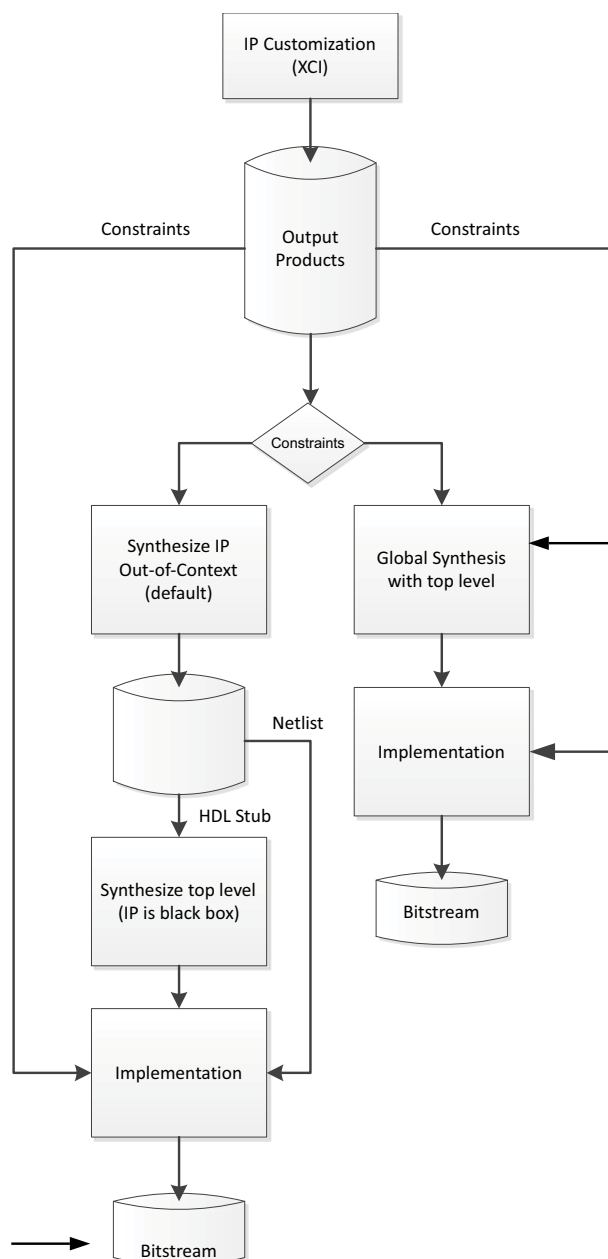 IP Customization
(XCI)
Constraints
Output
Products
Constraints
Constraints
Synthesize IP
Out-of-Context
(default)
Global Synthesis
with top level
Netlist
Implementation
HDL Stub
Synthesize top level
(IP is black box)
Bitstream
Implementation
Bitstream